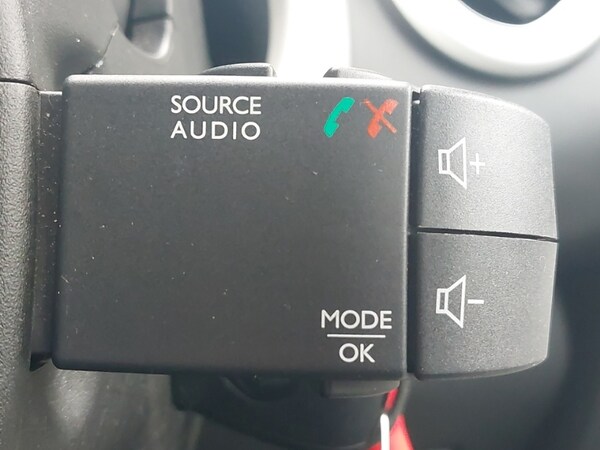 SOURCE
AUDIO
+
-
MODE
OK